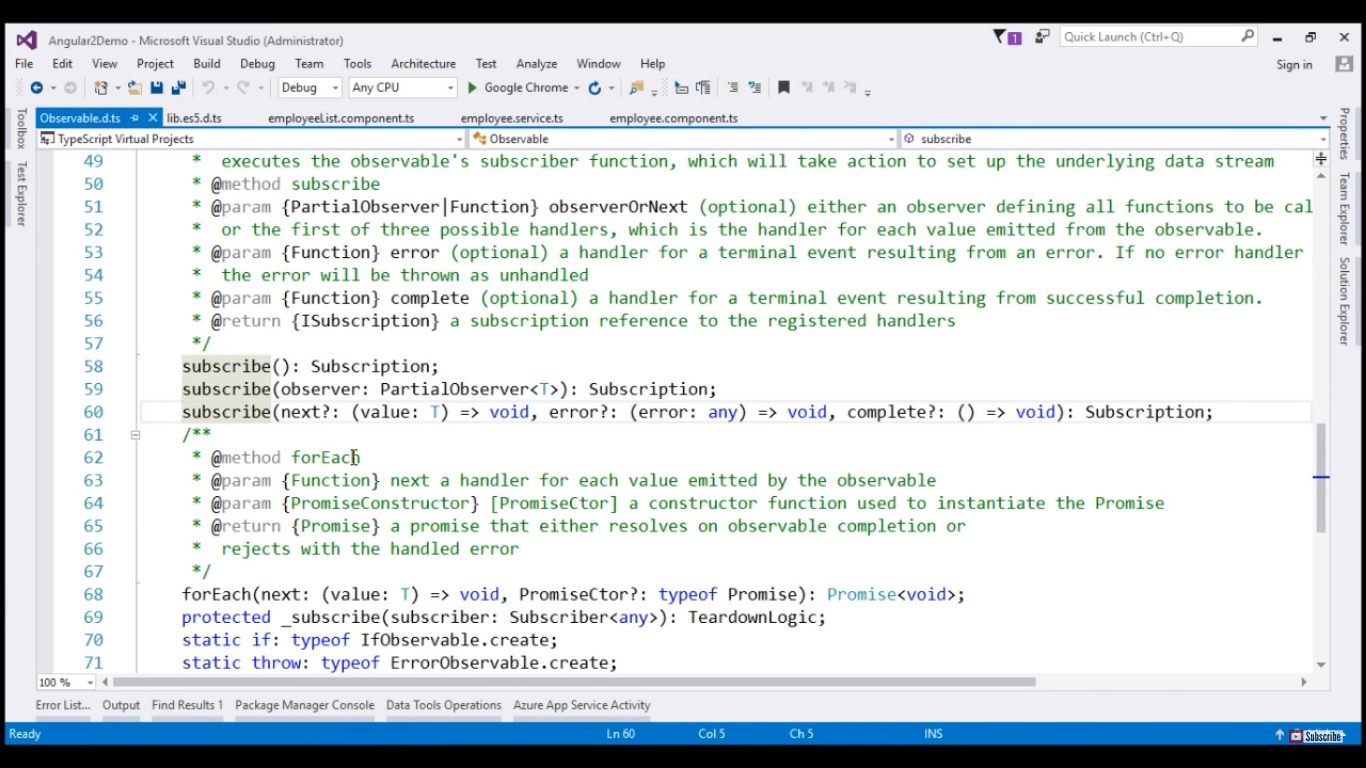 Angular2Demo - Microsoft Visual Studio (Administrator)
1
Quick Launch (Ctrl+Q)
File Edit View Project Build Debug Team Tools Architecture Test Analyze Window Help
Sign in
Debug Any CPU Google Chrome
Toolbox
Test Explorer
Observable.d.ts lib.es5.d.ts employeeList.component.ts employee.service.ts employee.component.ts
TypeScript Virtual Projects Observable subscribe
49 * executes the observable's subscriber function, which will take action to set up the underlying data stream
50 * @method subscribe
51 * @param {PartialObserver|Function} observerOrNext (optional) either an observer defining all functions to be cal
52 * or the first of three possible handlers, which is the handler for each value emitted from the observable.
53 * @param {Function} error (optional) a handler for a terminal event resulting from an error. If no error handler
54 * the error will be thrown as unhandled
55 * @param {Function} complete (optional) a handler for a terminal event resulting from successful completion.
56 * @return {ISubscription} a subscription reference to the registered handlers
57 */
58 subscribe(): Subscription;
59 subscribe(observer: PartialObserver<T>): Subscription;
60 subscribe(next?: (value: T) => void, error?: (error: any) => void, complete?: () => void): Subscription;
61 /**
62 * @method forEach
63 * @param {Function} next a handler for each value emitted by the observable
64 * @param {PromiseConstructor} [PromiseCtor] a constructor function used to instantiate the Promise
65 * @return {Promise} a promise that either resolves on observable completion or
66 * rejects with the handled error
67 */
68 forEach(next: (value: T) => void, PromiseCtor?: typeof Promise): Promise<void>;
69 protected _subscribe(subscriber: Subscriber<any>): TeardownLogic;
70 static if: typeof IfObservable.create;
71 static throw: typeof ErrorObservable.create;
Properties
Team Explorer
Solution Explorer
100 %
Error List... Output Find Results 1 Package Manager Console Data Tools Operations Azure App Service Activity
Ready Ln 60 Col 5 Ch 5 INS
Subscribe